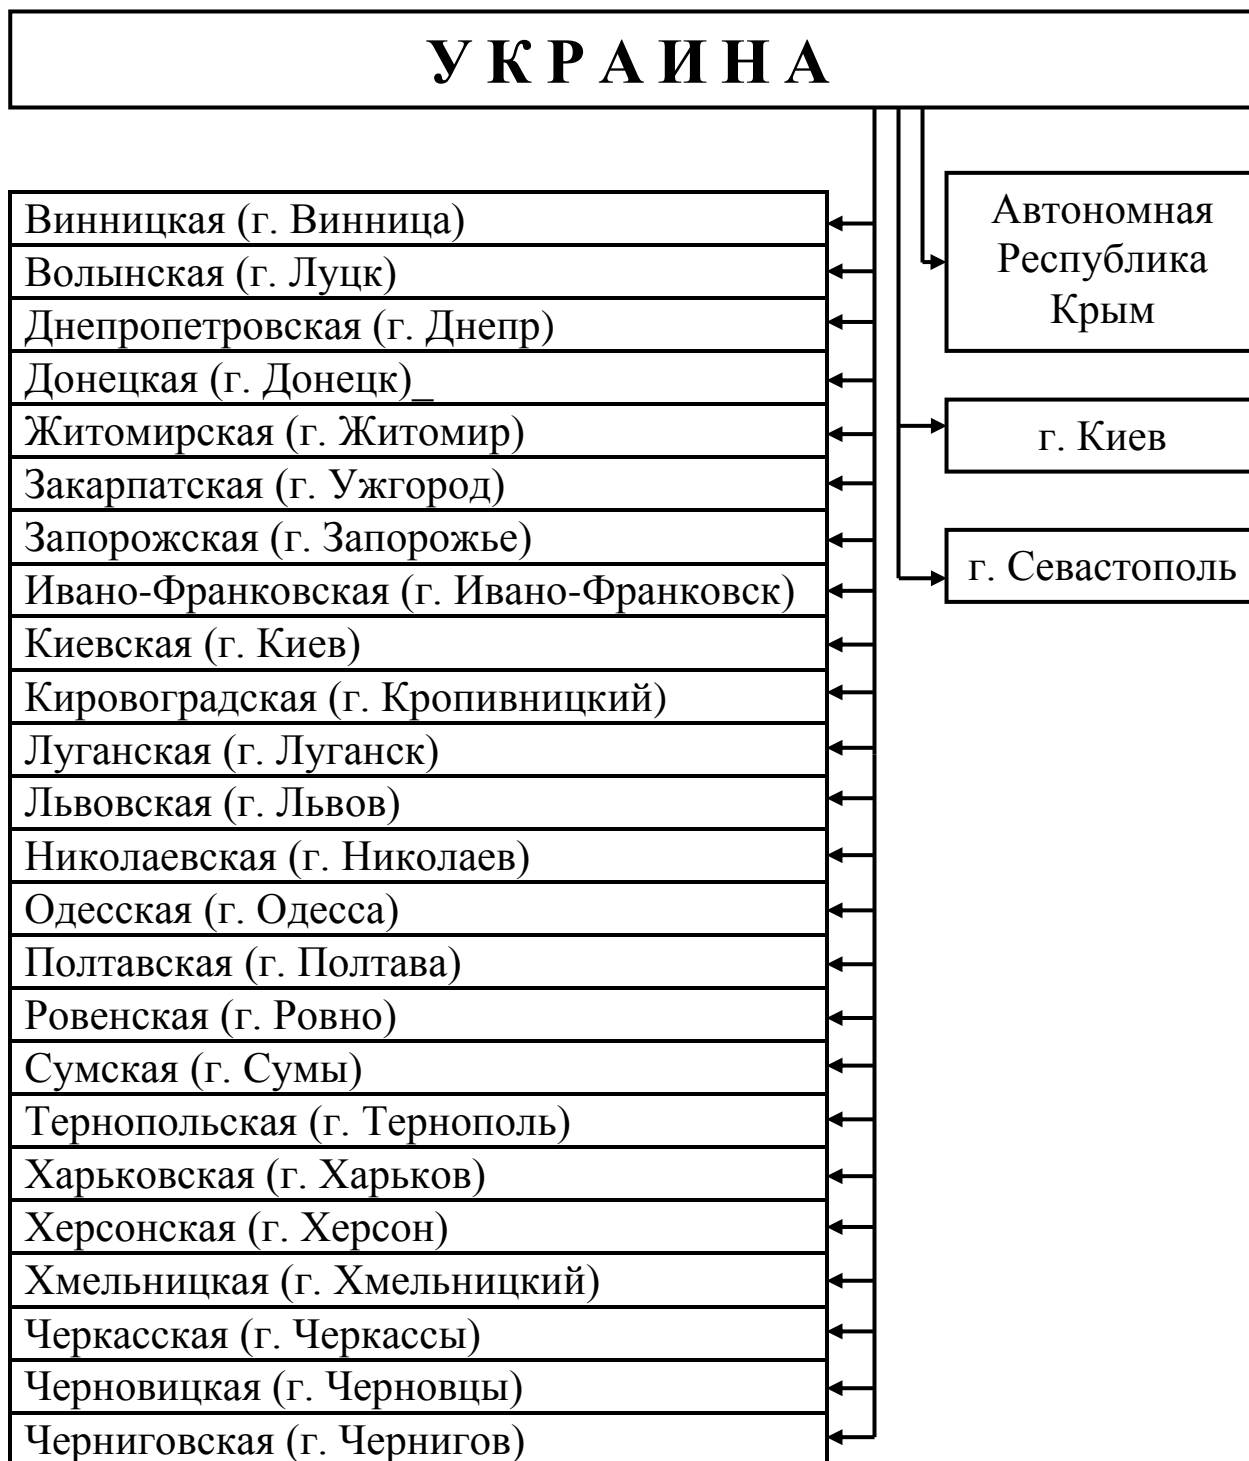 У К Р А И Н А
Винницкая (г. Винница)
Волынская (г. Луцк)
Днепропетровская (г. Днепр)
Донецкая (г. Донецк)_
Житомирская (г. Житомир)
Закарпатская (г. Ужгород)
Запорожская (г. Запорожье)
Ивано-Франковская (г. Ивано-Франковск)
Киевская (г. Киев)
Кировоградская (г. Кропивницкий)
Луганская (г. Луганск)
Львовская (г. Львов)
Николаевская (г. Николаев)
Одесская (г. Одесса)
Полтавская (г. Полтава)
Ровенская (г. Ровно)
Сумская (г. Сумы)
Тернопольская (г. Тернополь)
Харьковская (г. Харьков)
Херсонская (г. Херсон)
Хмельницкая (г. Хмельницкий)
Черкасская (г. Черкассы)
Черновицкая (г. Черновцы)
Черниговская (г. Чернигов)
Автономная
Республика
Крым
г. Киев
г. Севастополь